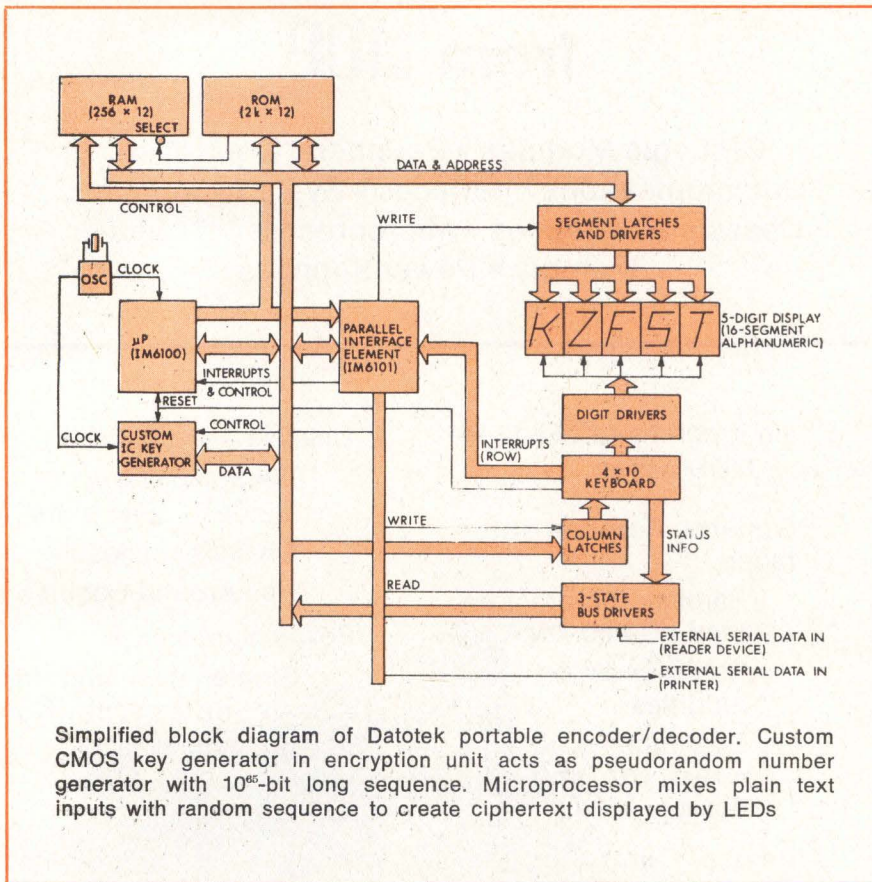 RAM
(256 × 12)
SELECT
ROM
(2k × 12)
DATA & ADDRESS
CONTROL
WRITE
SEGMENT LATCHES
AND DRIVERS
OSC
CLOCK
µP
(IM6100)
PARALLEL
INTERFACE
ELEMENT
(IM6101)
K Z F S T
5-DIGIT DISPLAY
(16-SEGMENT
ALPHANUMERIC)
INTERRUPTS
& CONTROL
RESET
DIGIT DRIVERS
CLOCK
CUSTOM
IC KEY
GENERATOR
CONTROL
DATA
INTERRUPTS
(ROW)
4 × 10
KEYBOARD
WRITE
COLUMN
LATCHES
STATUS
INFO
READ
3-STATE
BUS DRIVERS
EXTERNAL SERIAL DATA IN
(READER DEVICE)
EXTERNAL SERIAL DATA IN
(PRINTER)
Simplified block diagram of Datotek portable encoder/decoder. Custom
CMOS key generator in encryption unit acts as pseudorandom number
generator with 10⁶⁵-bit long sequence. Microprocessor mixes plain text
inputs with random sequence to create ciphertext displayed by LEDs